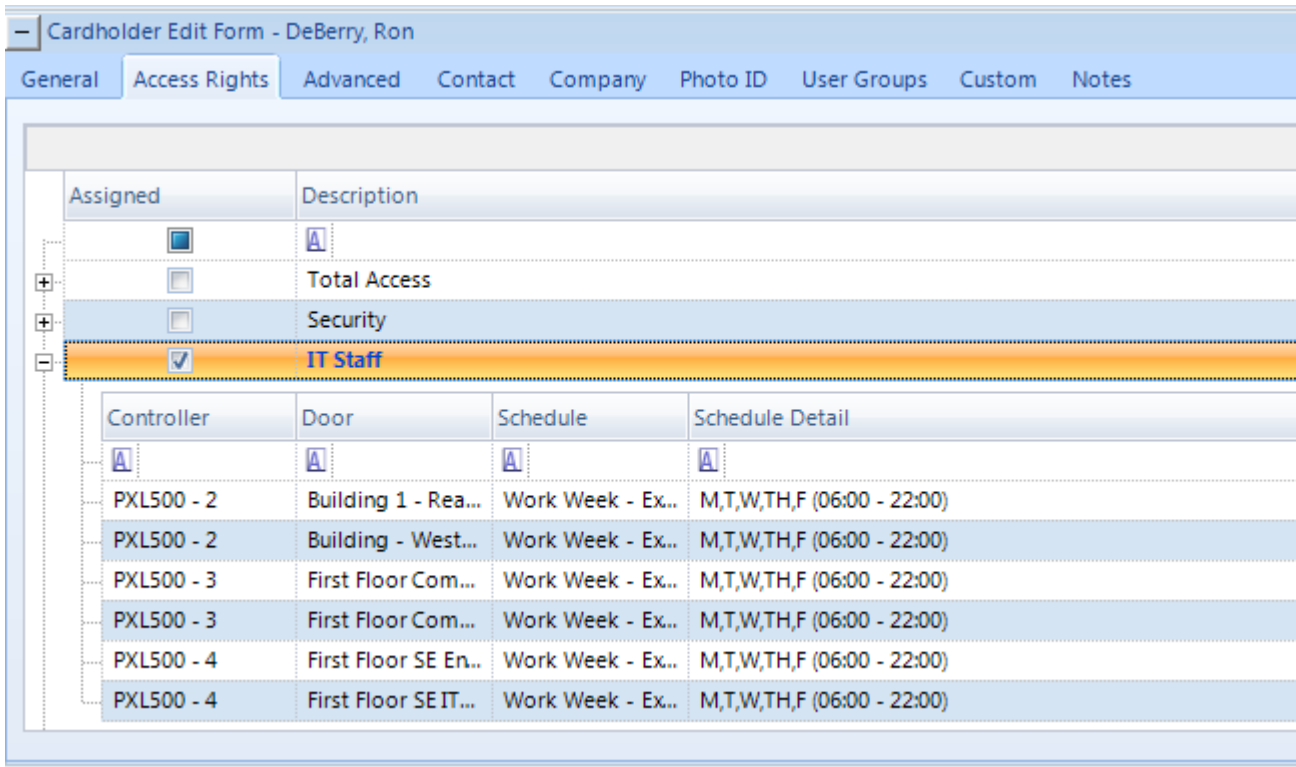 Cardholder Edit Form - DeBerry, Ron
General Access Rights Advanced Contact Company Photo ID User Groups Custom Notes
Assigned Description
A
Total Access
Security
IT Staff
Controller Door Schedule Schedule Detail
A A A A
PXL500 - 2 Building 1 - Rea... Work Week - Ex... M,T,W,TH,F (06:00 - 22:00)
PXL500 - 2 Building - West... Work Week - Ex... M,T,W,TH,F (06:00 - 22:00)
PXL500 - 3 First Floor Com... Work Week - Ex... M,T,W,TH,F (06:00 - 22:00)
PXL500 - 3 First Floor Com... Work Week - Ex... M,T,W,TH,F (06:00 - 22:00)
PXL500 - 4 First Floor SE En... Work Week - Ex... M,T,W,TH,F (06:00 - 22:00)
PXL500 - 4 First Floor SE IT... Work Week - Ex... M,T,W,TH,F (06:00 - 22:00)